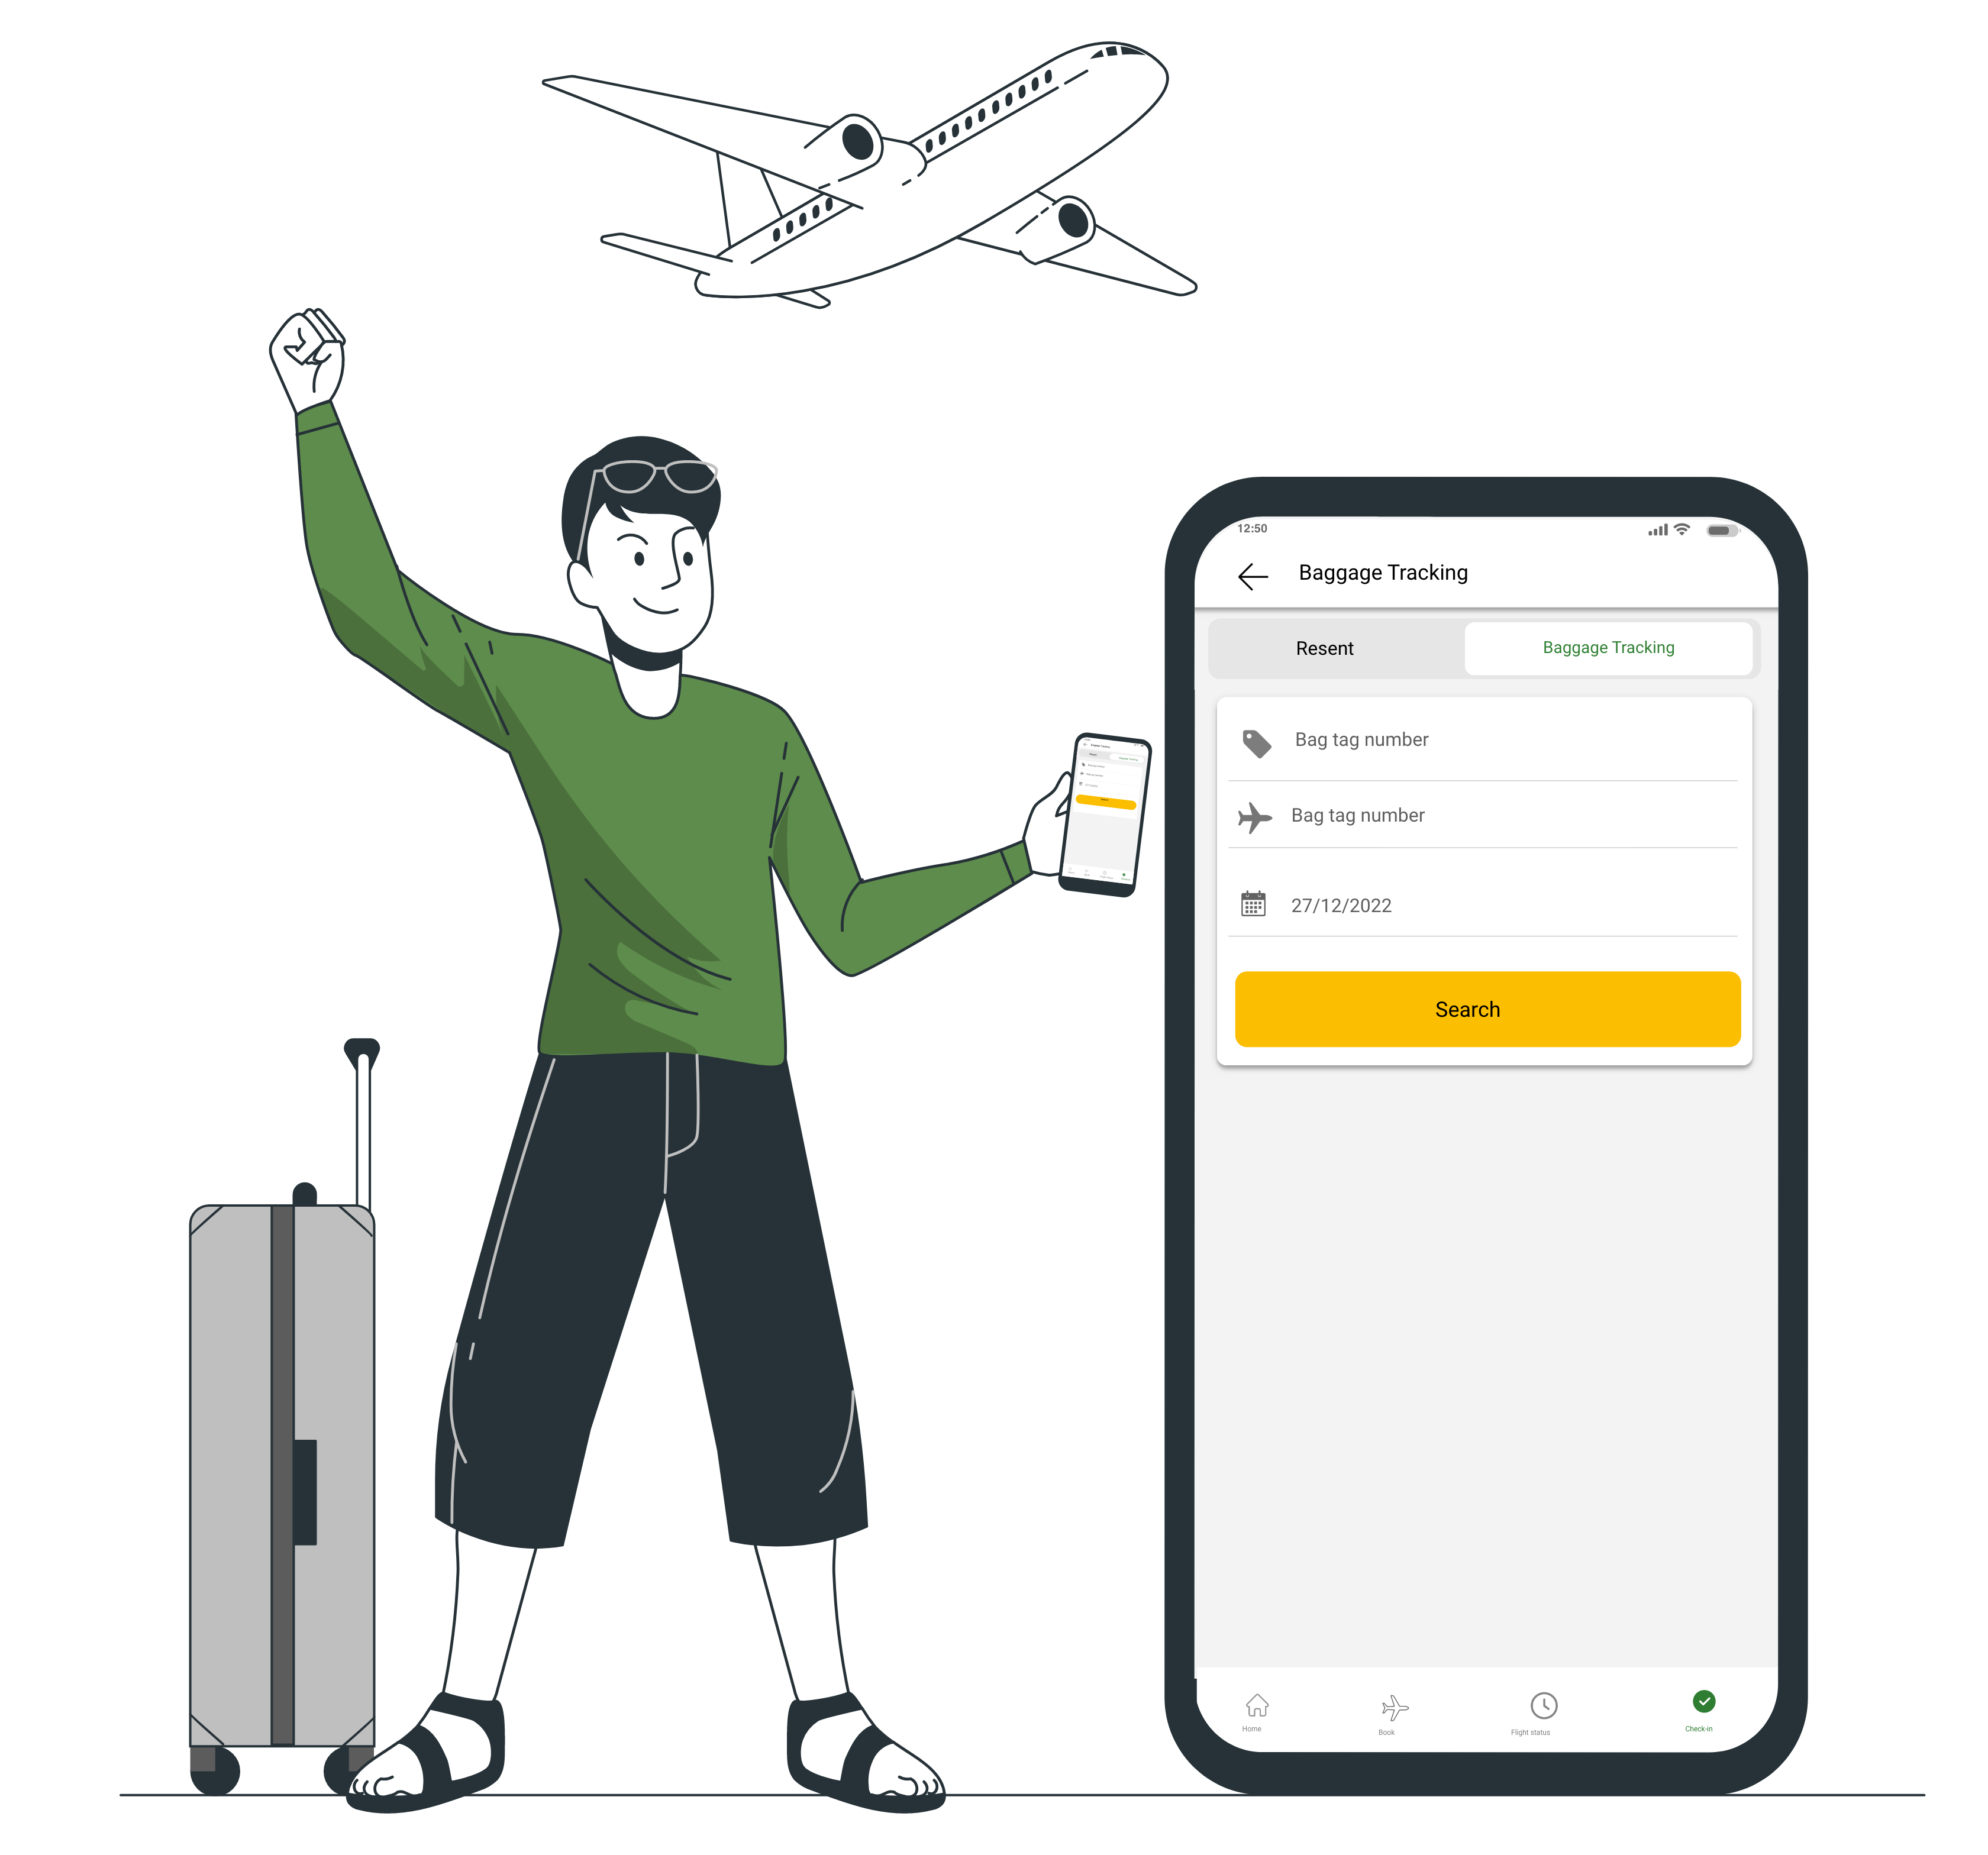 12:50
Baggage Tracking
Resent
Baggage Tracking
Bag tag number
Bag tag number
27/12/2022
Search
Home
Book
Flight status
Check-in